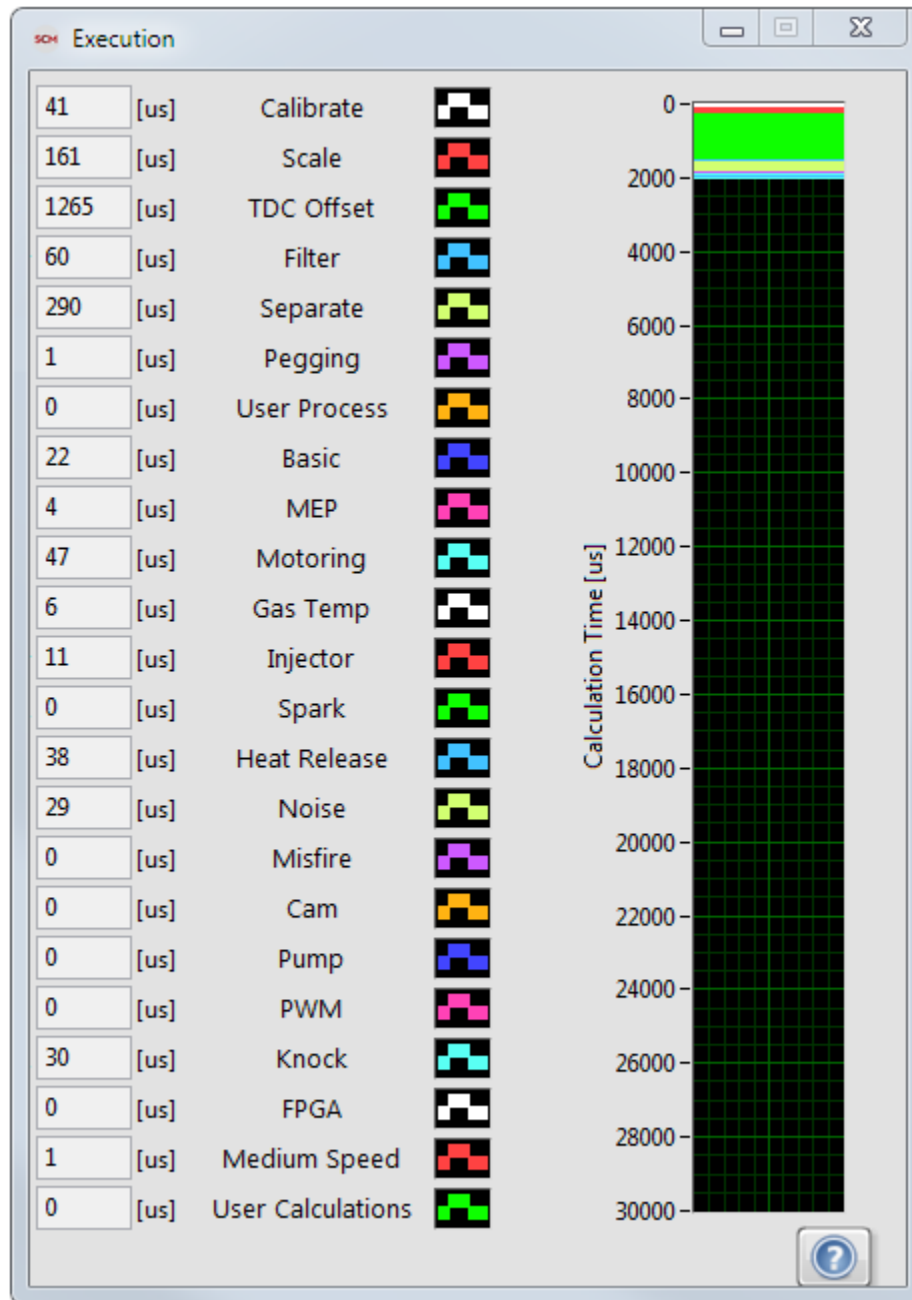 SCM Execution
41 [us] Calibrate
161 [us] Scale
1265 [us] TDC Offset
60 [us] Filter
290 [us] Separate
1 [us] Pegging
0 [us] User Process
22 [us] Basic
4 [us] MEP
47 [us] Motoring
6 [us] Gas Temp
11 [us] Injector
0 [us] Spark
38 [us] Heat Release
29 [us] Noise
0 [us] Misfire
0 [us] Cam
0 [us] Pump
0 [us] PWM
30 [us] Knock
0 [us] FPGA
1 [us] Medium Speed
0 [us] User Calculations
Calculation Time [us]
0
2000
4000
6000
8000
10000
12000
14000
16000
18000
20000
22000
24000
26000
28000
30000
?